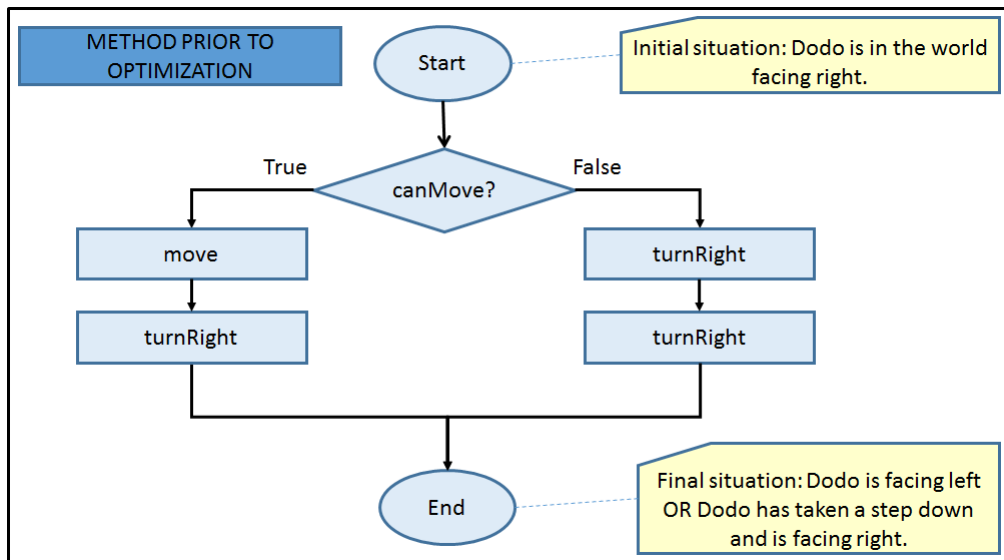 METHOD PRIOR TO
OPTIMIZATION
Start
Initial situation: Dodo is in the world
facing right.
True
False
canMove?
move
turnRight
turnRight
turnRight
End
Final situation: Dodo is facing left
OR Dodo has taken a step down
and is facing right.